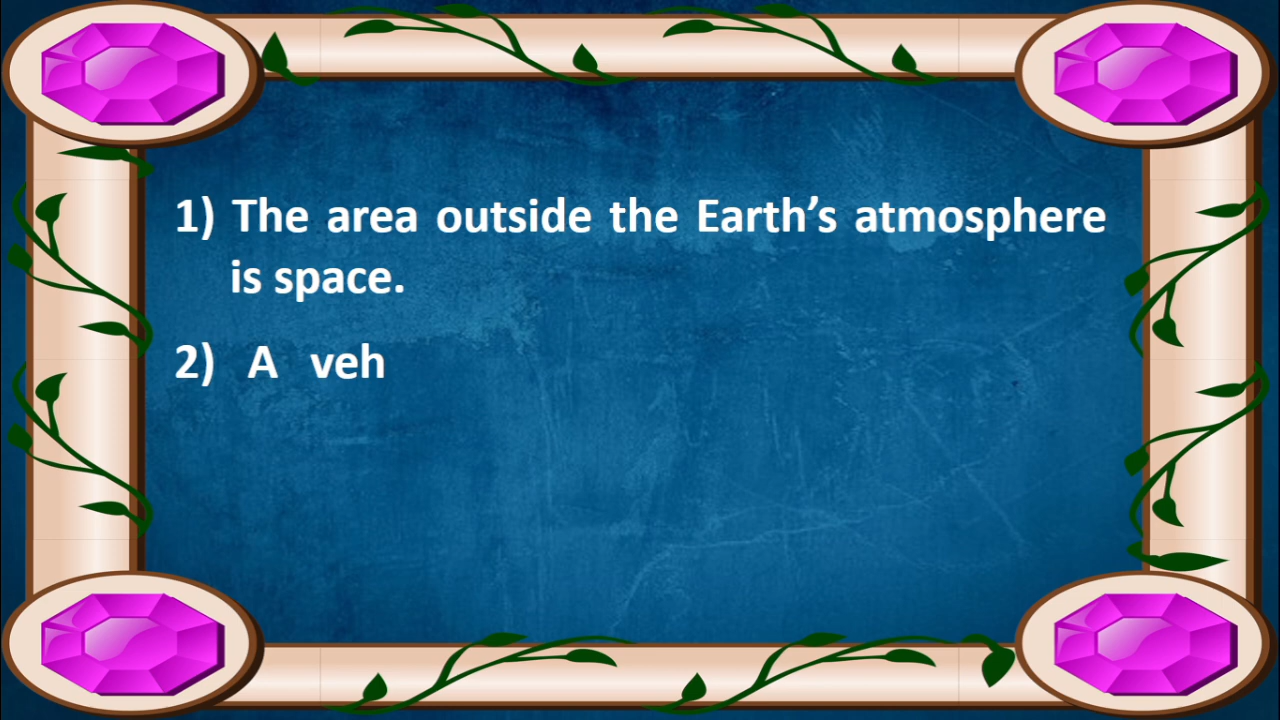 1) The area outside the Earth’s atmosphere
is space.
2) A veh